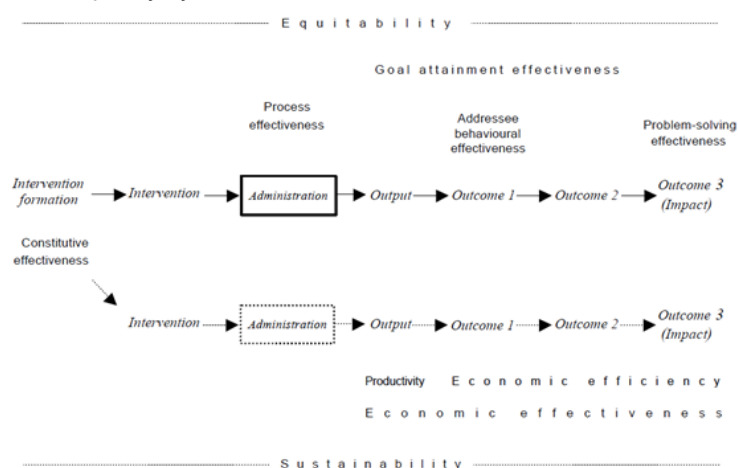 Equitability
Goal attainment effectiveness
Process
effectiveness
Addressee
behavioural
effectiveness
Problem-solving
effectiveness
Intervention
formation
Intervention
Administration
Output
Outcome 1
Outcome 2
Outcome 3
(Impact)
Constitutive
effectiveness
Intervention
Administration
Output
Outcome 1
Outcome 2
Outcome 3
(Impact)
Productivity Economic efficiency
Economic effectiveness
Sustainability